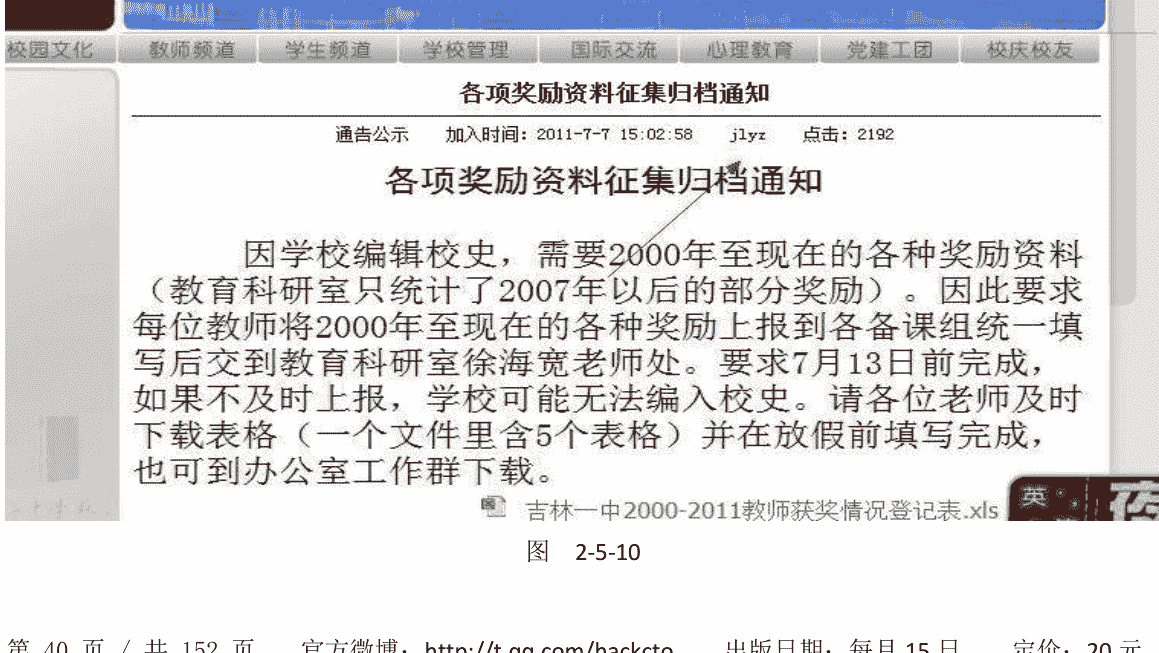 校园文化 教师频道 学生频道 学校管理 国际交流 心理教育 党建工团 校庆校友
各项奖励资料征集归档通知
通告公示 加入时间：2011-7-7 15:02:58 jlyz 点击：2192
各项奖励资料征集归档通知
因学校编辑校史，需要2000年至现在的各种奖励资料
（教育科研室只统计了2007年以后的部分奖励）。因此要求
每位教师将2000年至现在的各种奖励上报到各备课组统一填
写后交到教育科研室徐海宽老师处。要求7月13日前完成，
如果不及时上报，学校可能无法编入校史。请各位老师及时
下载表格（一个文件里含5个表格）并在放假前填写完成，
也可到办公室工作群下载。
吉林一中2000-2011教师获奖情况登记表.xls
英
图 2-5-10
第 40 页 / 共 152 页 官方微博：http://t.qq.com/hackcto 出版日期：每月 15 日 定价：20 元